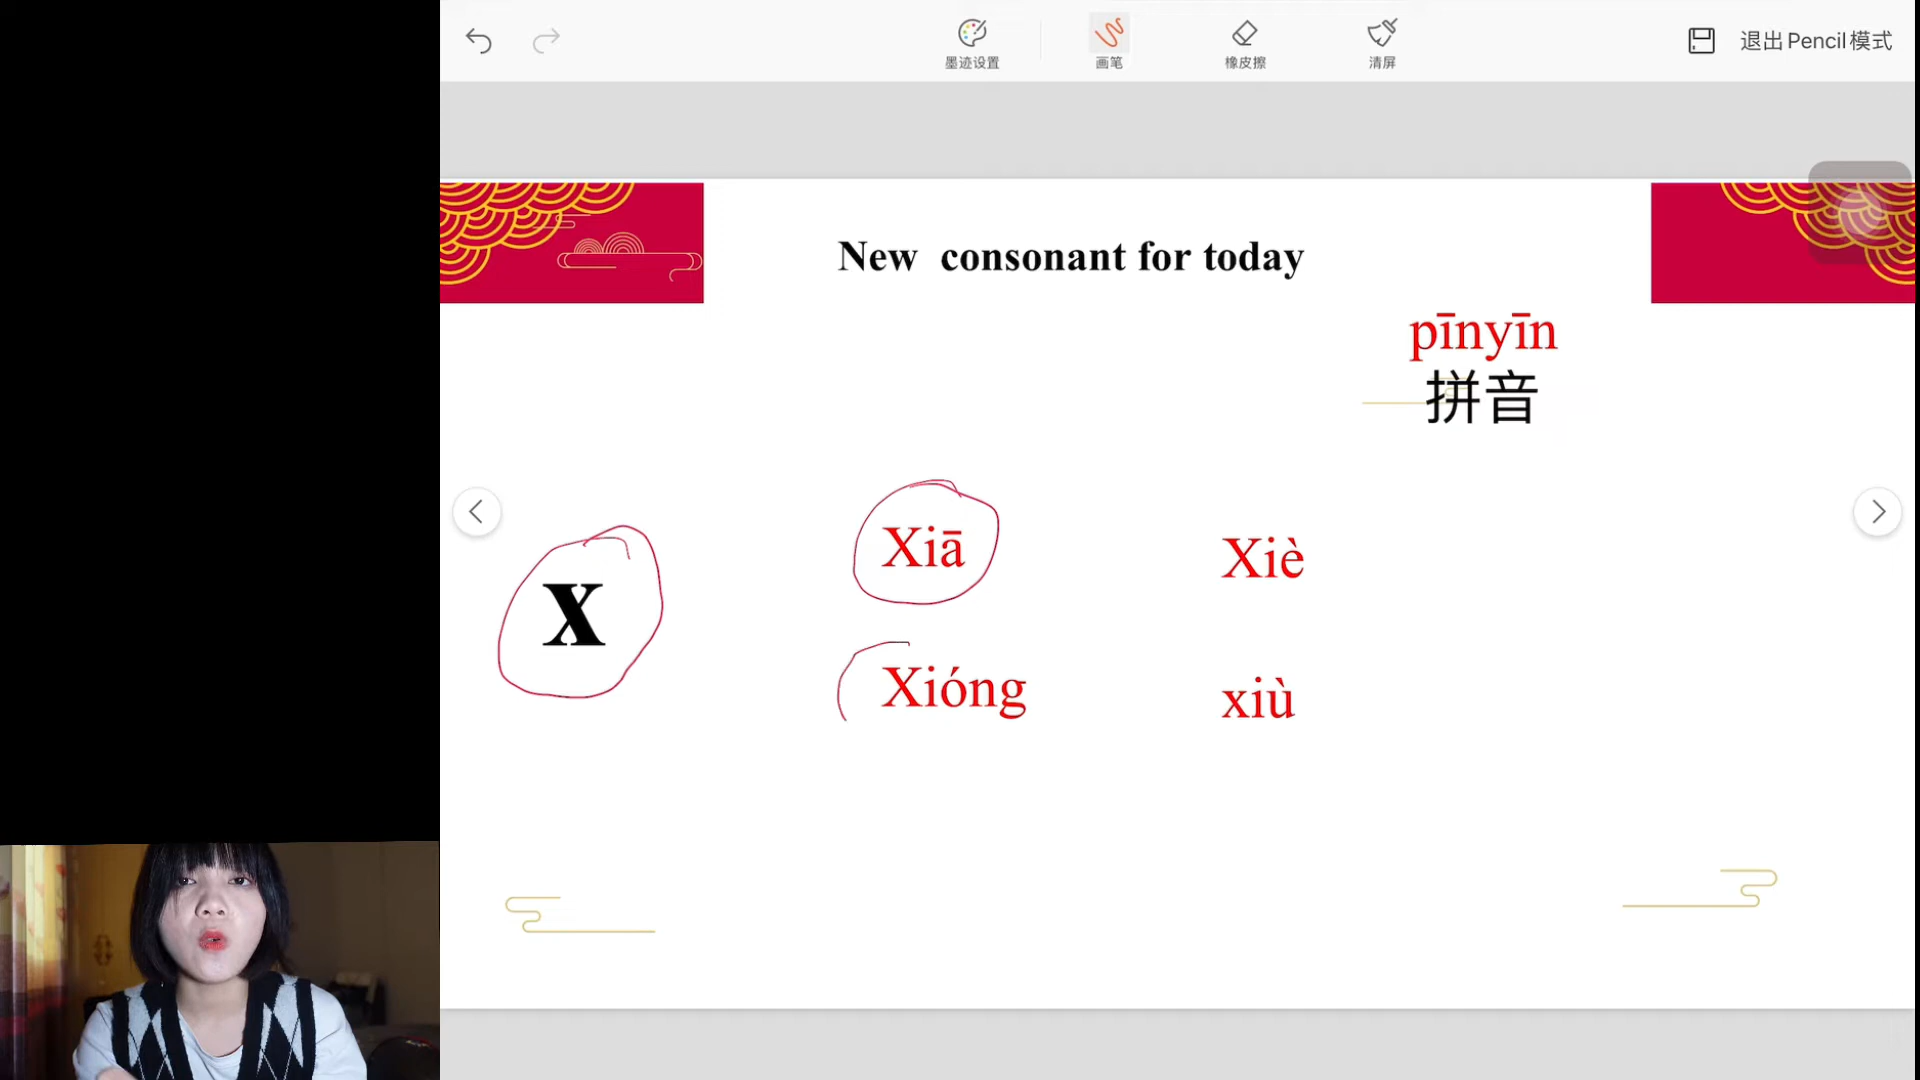 墨迹设置
画笔
橡皮擦
清屏
退出Pencil模式
New consonant for today
pīnyīn
拼音
x
Xiā
Xiè
Xióng
xiù